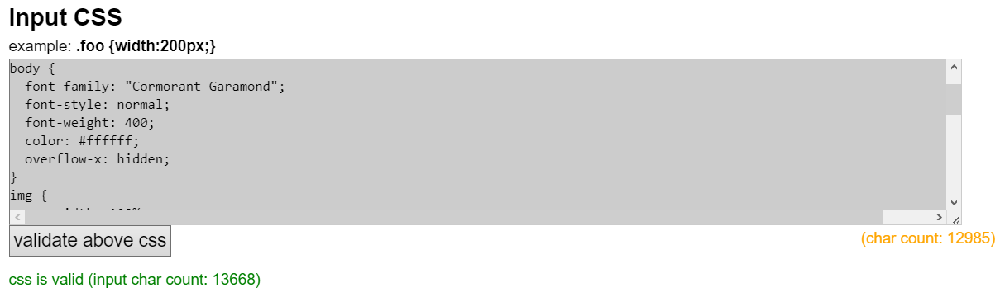 Input CSS
example: .foo {width:200px;}
body {
  font-family: "Cormorant Garamond";
  font-style: normal;
  font-weight: 400;
  color: #ffffff;
  overflow-x: hidden;
}
img {
validate above css
(char count: 12985)
css is valid (input char count: 13668)